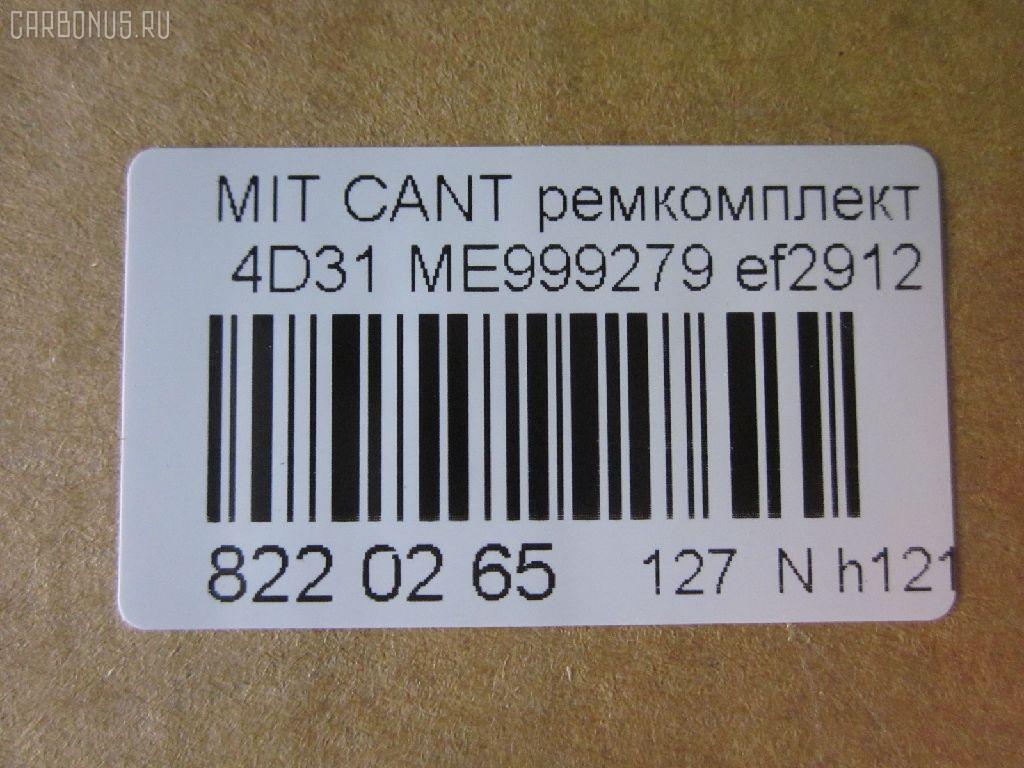 CARBONUS.RU
MIT CANT ремкомплект
4D31 ME999279 ef2912
822 02 65 127 N h121